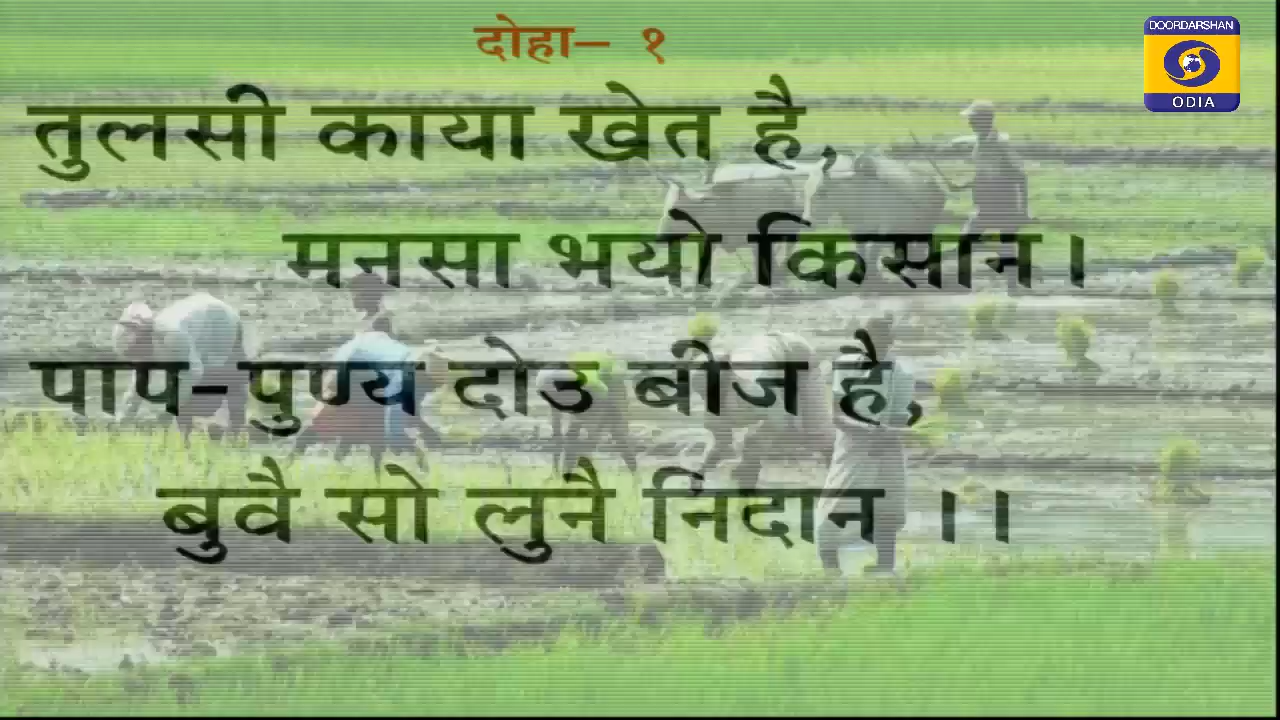 दोहा– १
DOORDARSHAN
ODIA
तुलसी काया खेत है,
मनसा भयो किसान।
पाप-पुण्य दोउ बीज है,
बुवै सो लुनै निदान ।।